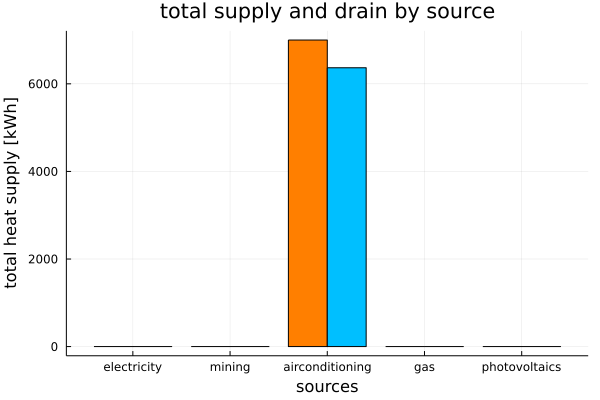 total supply and drain by source
total heat supply [kWh]
6000
4000
2000
0
electricity
mining
airconditioning
gas
photovoltaics
sources